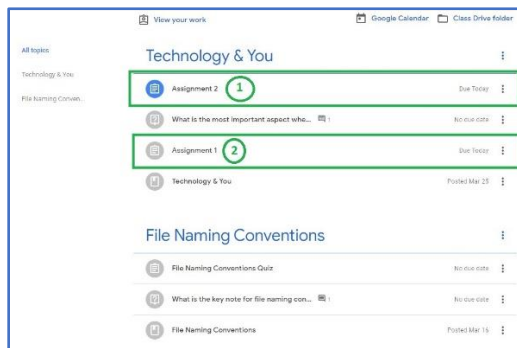 View your work
Google Calendar
Class Drive folder
All topics
Technology & You
File Naming Conven...
Technology & You
Assignment 2
1
Due Today
What is the most important aspect whe...
1
No due date
Assignment 1
2
Due Today
Technology & You
Posted Mar 25
File Naming Conventions
File Naming Conventions Quiz
No due date
What is the key note for file naming con...
1
No due date
File Naming Conventions
Posted Mar 16